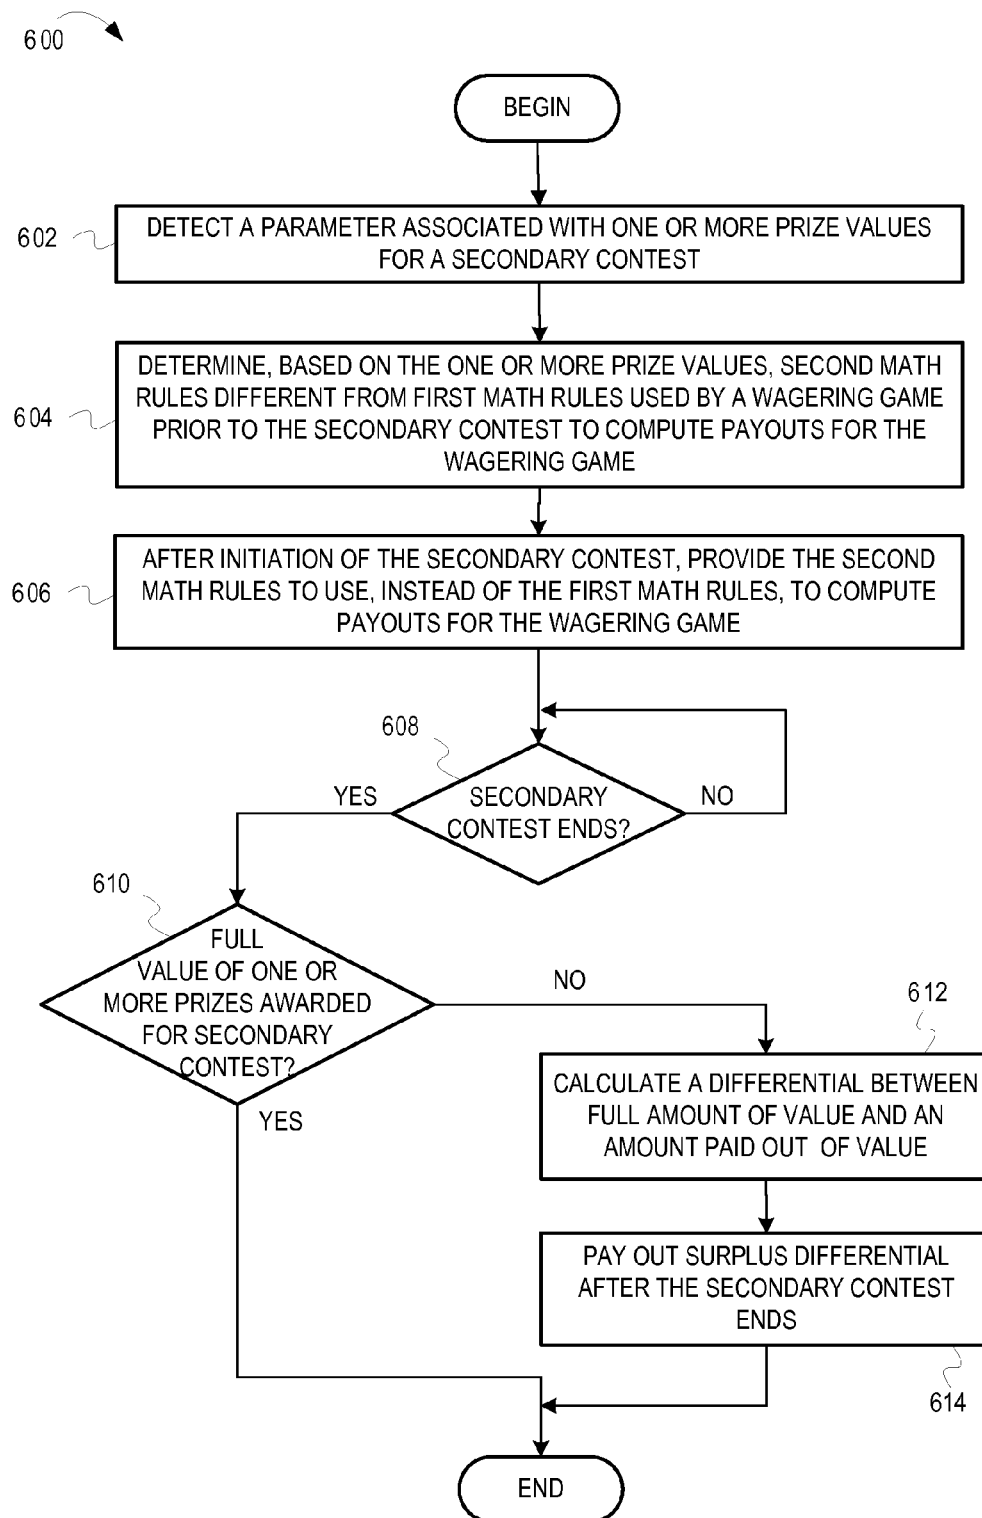 600
BEGIN
602
DETECT A PARAMETER ASSOCIATED WITH ONE OR MORE PRIZE VALUES
FOR A SECONDARY CONTEST
604
DETERMINE, BASED ON THE ONE OR MORE PRIZE VALUES, SECOND MATH
RULES DIFFERENT FROM FIRST MATH RULES USED BY A WAGERING GAME
PRIOR TO THE SECONDARY CONTEST TO COMPUTE PAYOUTS FOR THE
WAGERING GAME
606
AFTER INITIATION OF THE SECONDARY CONTEST, PROVIDE THE SECOND
MATH RULES TO USE, INSTEAD OF THE FIRST MATH RULES, TO COMPUTE
PAYOUTS FOR THE WAGERING GAME
608
YES
SECONDARY
CONTEST ENDS?
NO
610
FULL
VALUE OF ONE OR
MORE PRIZES AWARDED
FOR SECONDARY
CONTEST?
NO
YES
612
CALCULATE A DIFFERENTIAL BETWEEN
FULL AMOUNT OF VALUE AND AN
AMOUNT PAID OUT OF VALUE
PAY OUT SURPLUS DIFFERENTIAL
AFTER THE SECONDARY CONTEST
ENDS
614
END